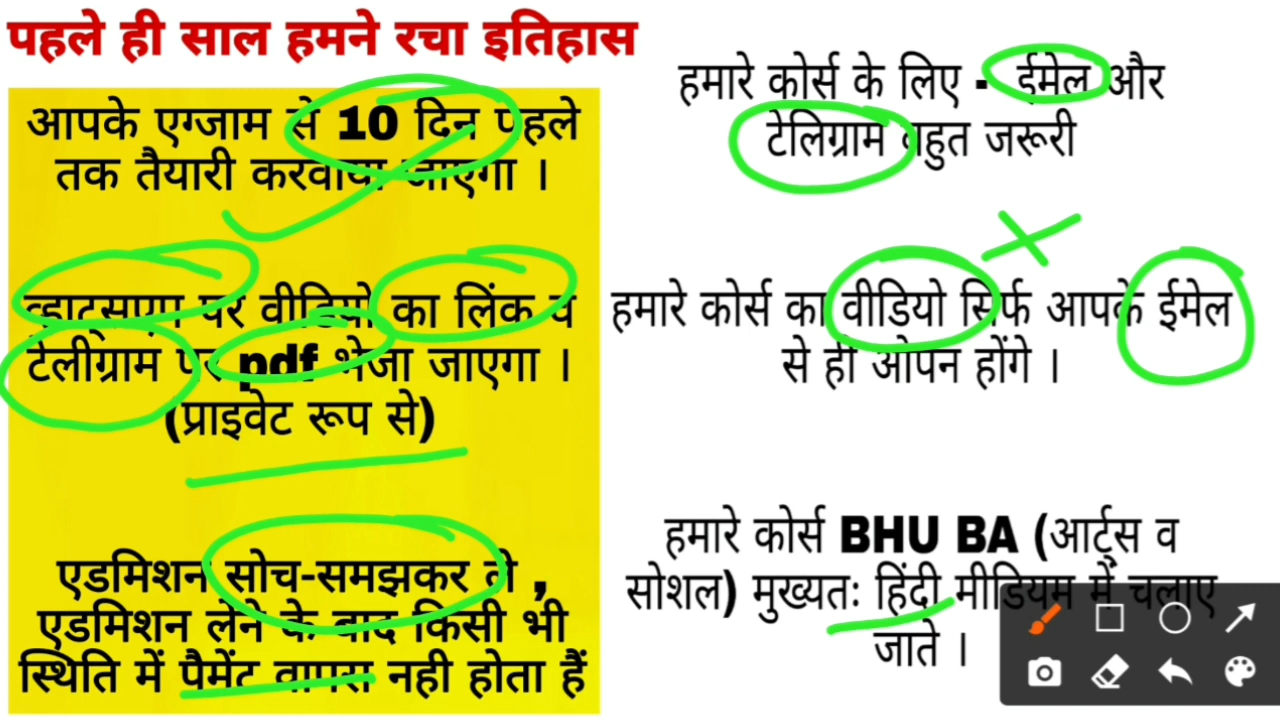 पहले ही साल हमने रचा इतिहास
आपके एग्जाम से 10 दिन पहले
तक तैयारी करवाया जाएगा ।
व्हाट्सएप पर वीडियो का लिंक व
टेलीग्राम पर pdf भेजा जाएगा ।
(प्राइवेट रूप से)
एडमिशन सोच-समझकर ले ,
एडमिशन लेने के बाद किसी भी
स्थिति में पैमेंट वापस नही होता हैं
हमारे कोर्स के लिए - ईमेल और
टेलिग्राम बहुत जरूरी
हमारे कोर्स का वीडियो सिर्फ आपके ईमेल
से ही ओपन होंगे ।
हमारे कोर्स BHU BA (आर्ट्स व
सोशल) मुख्यतः हिंदी मीडियम में चलाए
जाते ।